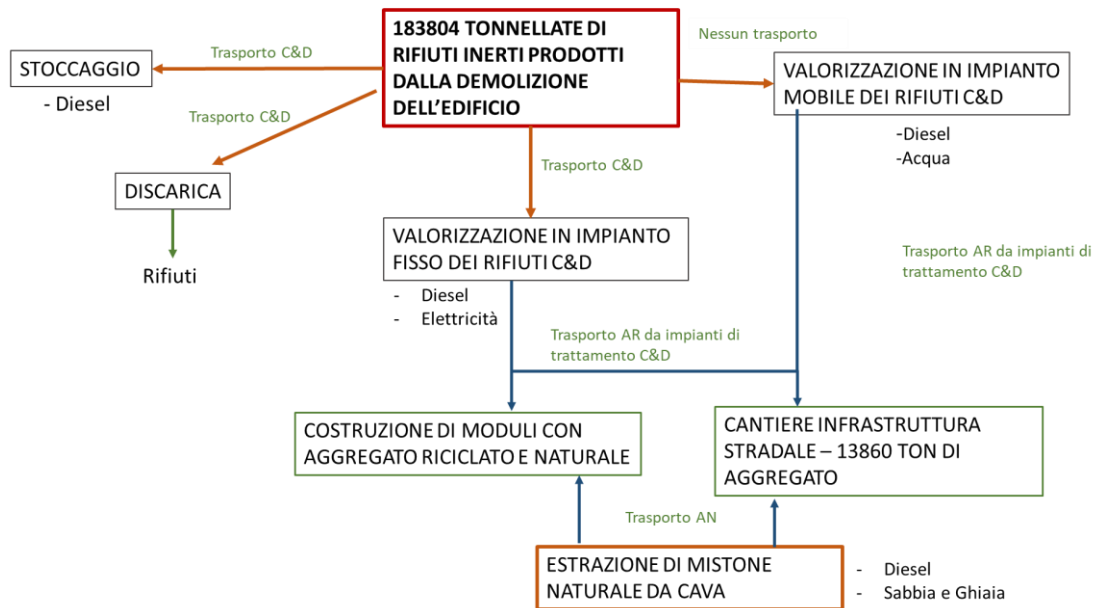 183804 TONNELLATE DI
RIFIUTI INERTI PRODOTTI
DALLA DEMOLIZIONE
DELL’EDIFICIO
Trasporto C&D
STOCCAGGIO
- Diesel
Trasporto C&D
DISCARICA
Rifiuti
Nessun trasporto
VALORIZZAZIONE IN IMPIANTO
MOBILE DEI RIFIUTI C&D
-Diesel
-Acqua
Trasporto C&D
VALORIZZAZIONE IN IMPIANTO
FISSO DEI RIFIUTI C&D
- Diesel
- Elettricità
Trasporto AR da impianti di
trattamento C&D
Trasporto AR da impianti di
trattamento C&D
COSTRUZIONE DI MODULI CON
AGGREGATO RICICLATO E NATURALE
CANTIERE INFRASTRUTTURA
STRADALE – 13860 TON DI
AGGREGATO
Trasporto AN
ESTRAZIONE DI MISTONE
NATURALE DA CAVA
- Diesel
- Sabbia e Ghiaia